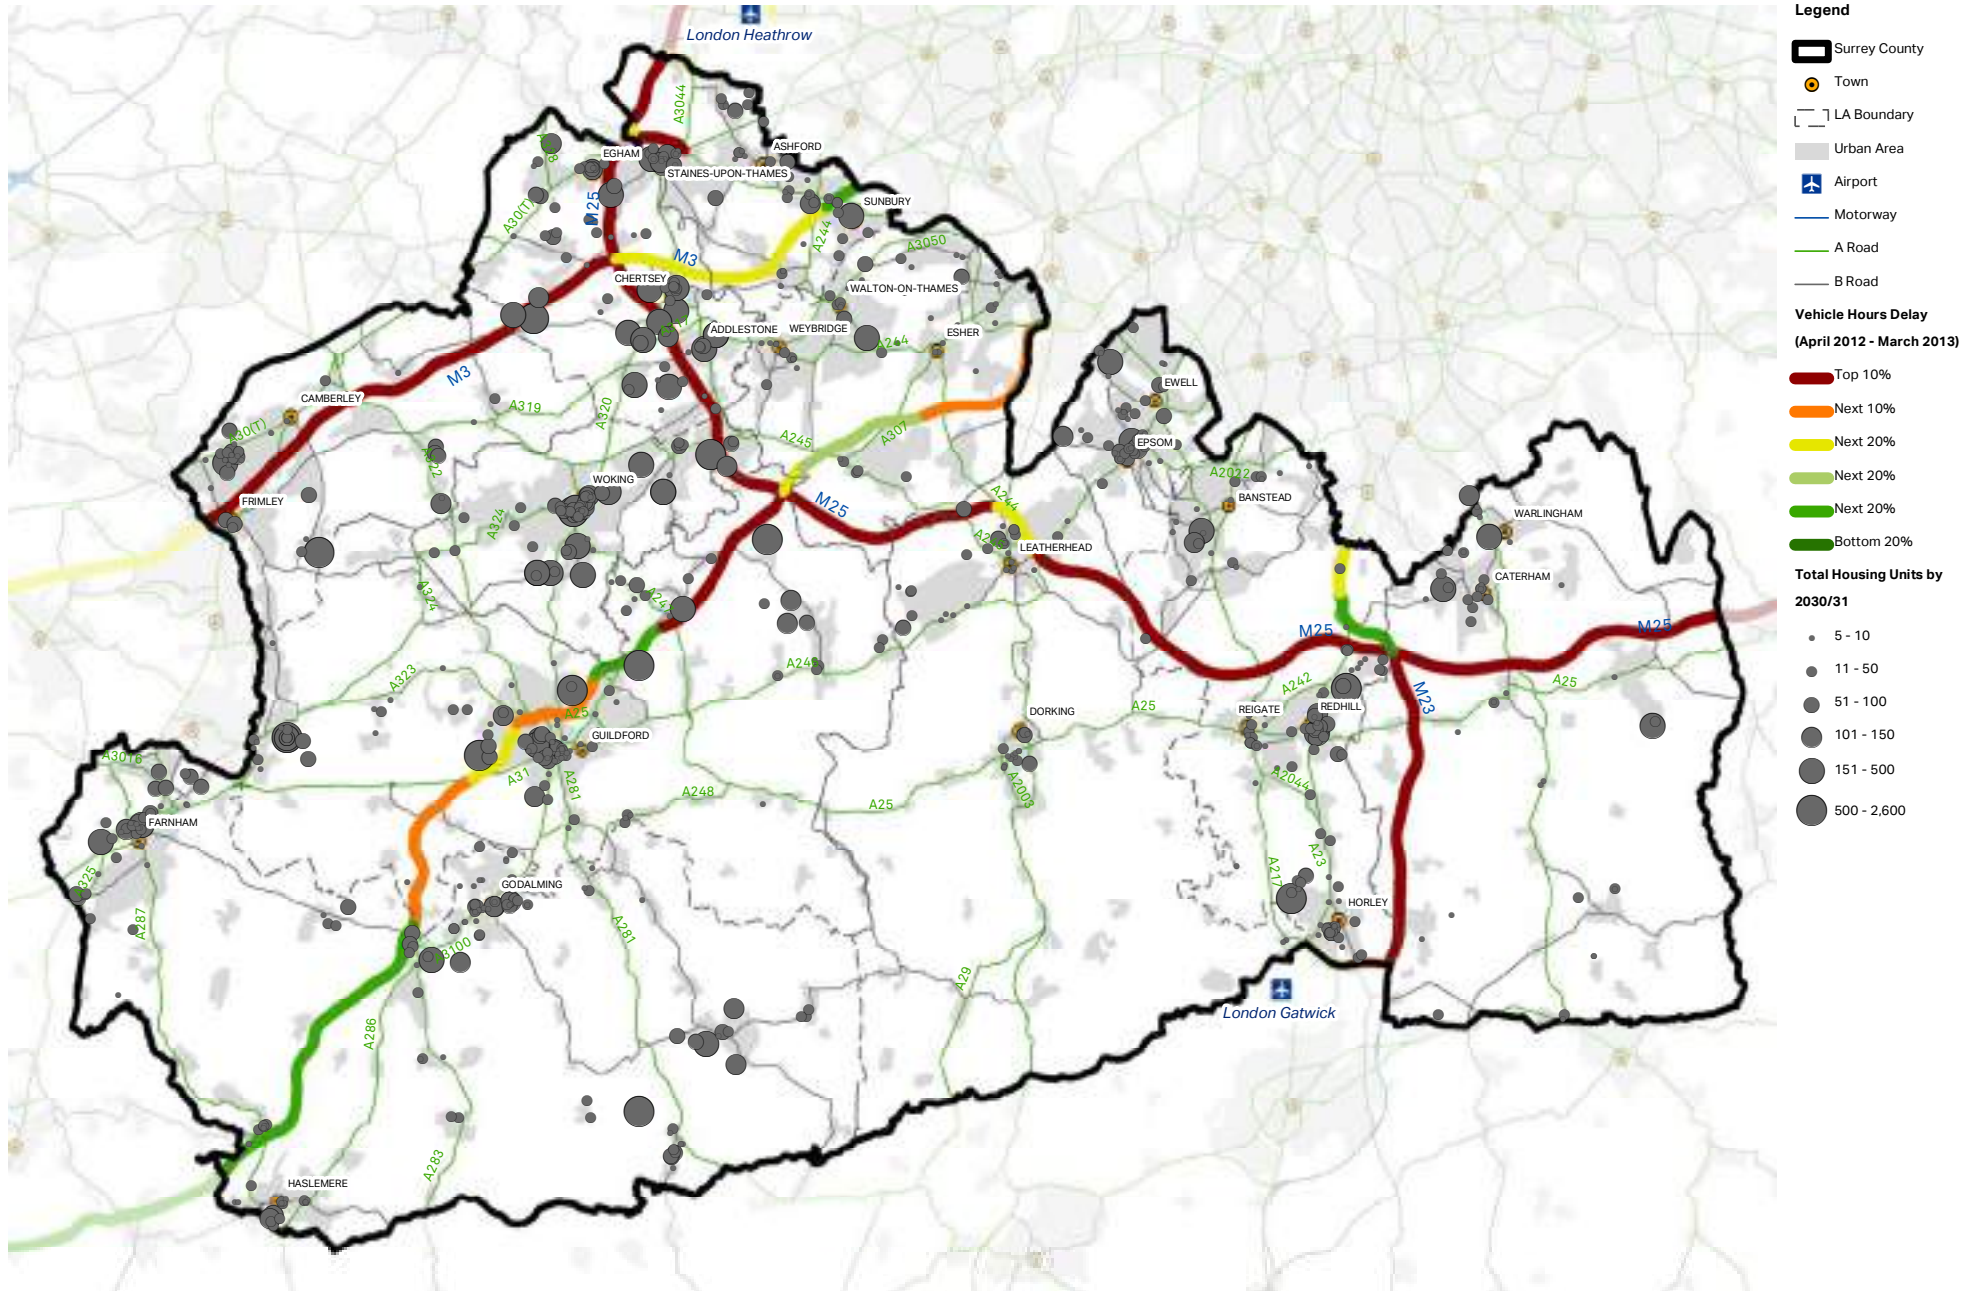 London Heathrow
A3044
ASHFORD
EGHAM
STAINES-UPON-THAMES
M25
A30(T)
SUNBURY
A244
A3050
M3
CHERTSEY
WALTON-ON-THAMES
ADDLESTONE
WEYBRIDGE
ESHER
A244
M3
EWELL
CAMBERLEY
A319
A320
A30(T)
A245
A307
EPSOM
A322
A2022
WOKING
BANSTEAD
FRIMLEY
M25
A244
WARLINGHAM
A324
LEATHERHEAD
CATERHAM
A324
A247
M25
M25
A323
A246
A25
A242
M23
A25
DORKING
A25
REIGATE
REDHILL
GUILDFORD
A3016
A31
A281
A248
A25
A2003
A2044
FARNHAM
A23
A325
A217
GODALMING
HORLEY
A287
A281
A3100
A29
London Gatwick
A286
A283
HASLEMERE
Legend
Surrey County
Town
LA Boundary
Urban Area
Airport
Motorway
A Road
B Road
Vehicle Hours Delay
(April 2012 - March 2013)
Top 10%
Next 10%
Next 20%
Next 20%
Next 20%
Bottom 20%
Total Housing Units by
2030/31
5 - 10
11 - 50
51 - 100
101 - 150
151 - 500
500 - 2,600